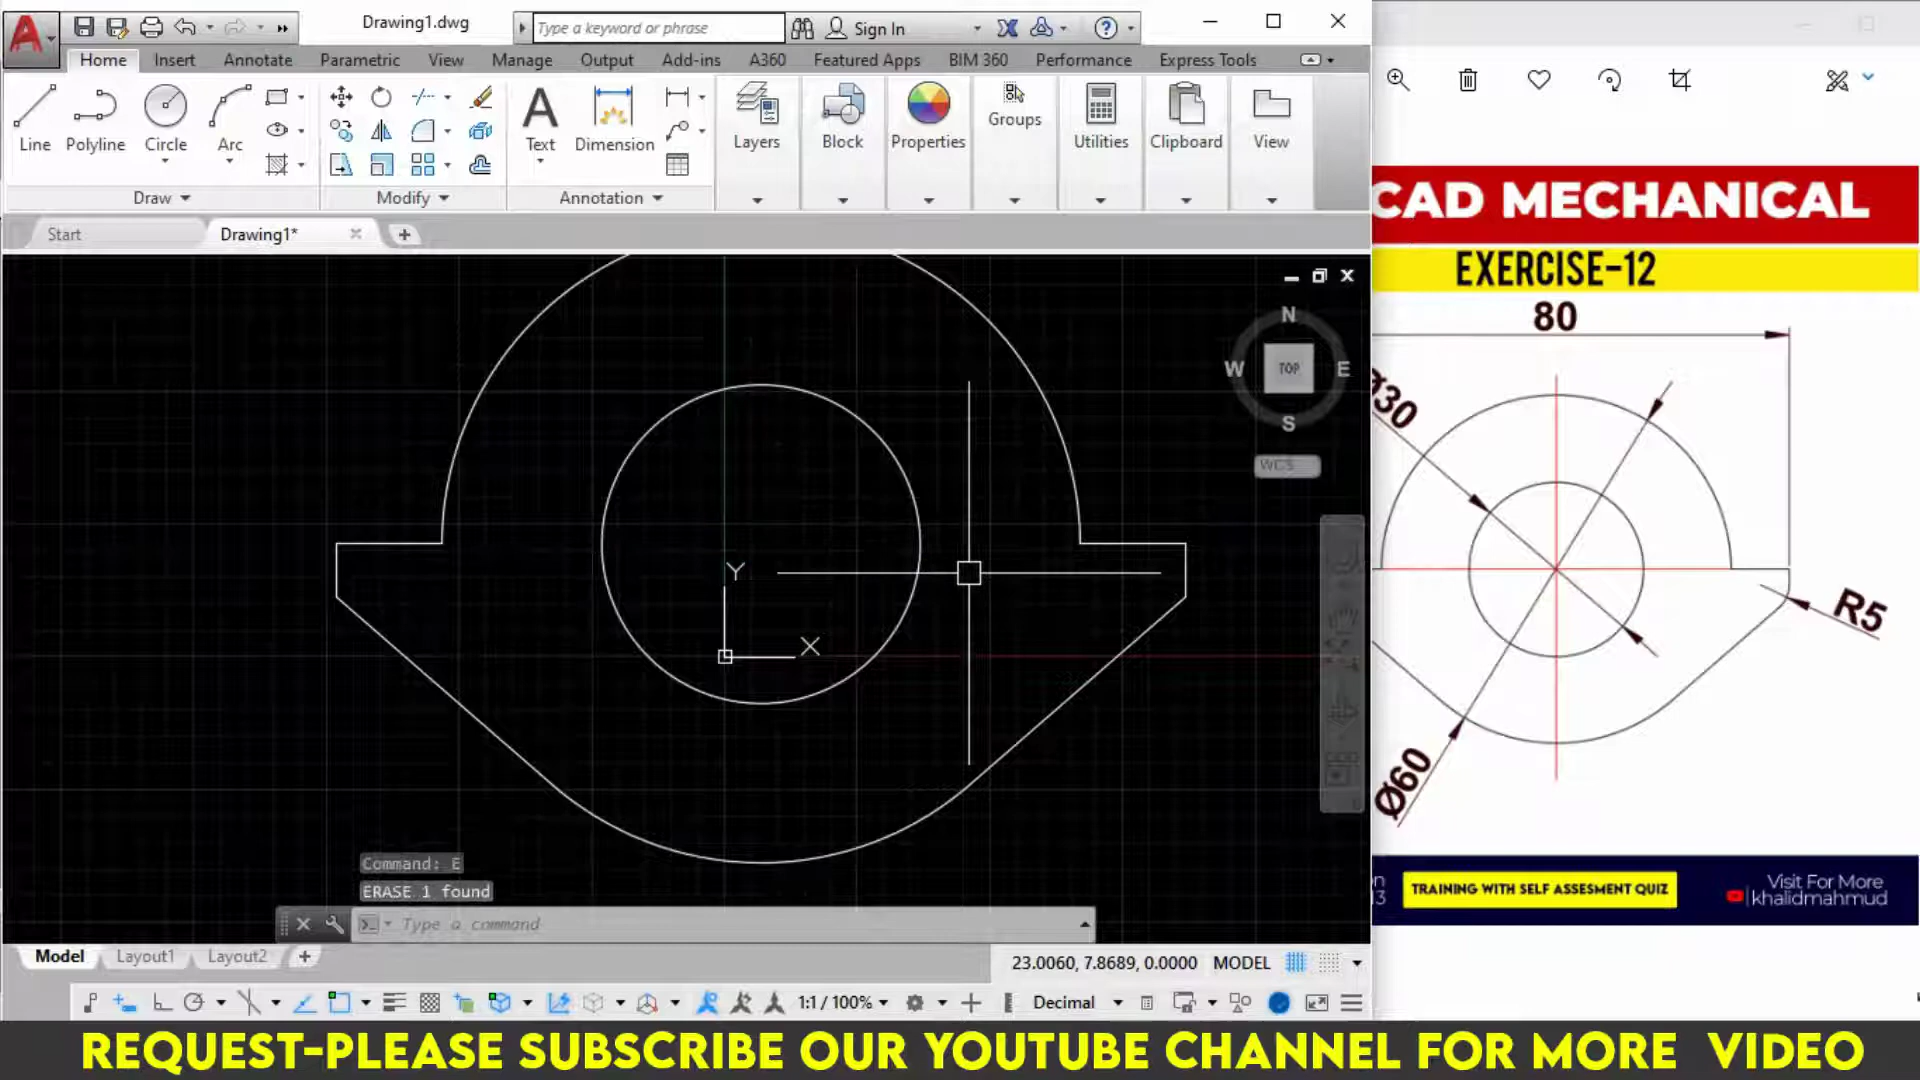 Drawing1.dwg
Type a keyword or phrase
Sign In
Home Insert Annotate Parametric View Manage Output Add-ins A360 Featured Apps BIM 360 Performance Express Tools
Line Polyline Circle Arc
Text Dimension
Layers Block Properties Groups Utilities Clipboard View
Draw Modify Annotation
Start Drawing1*
N
W TOP E
S
WCS
Y
X
Command: E
ERASE 1 found
Type a command
Model Layout1 Layout2
23.0060, 7.8689, 0.0000 MODEL
1:1 / 100% Decimal
CAD MECHANICAL
EXERCISE-12
80
Ø30
R5
Ø60
TRAINING WITH SELF ASSESMENT QUIZ
Visit For More
khalidmahmud
REQUEST-PLEASE SUBSCRIBE OUR YOUTUBE CHANNEL FOR MORE VIDEO